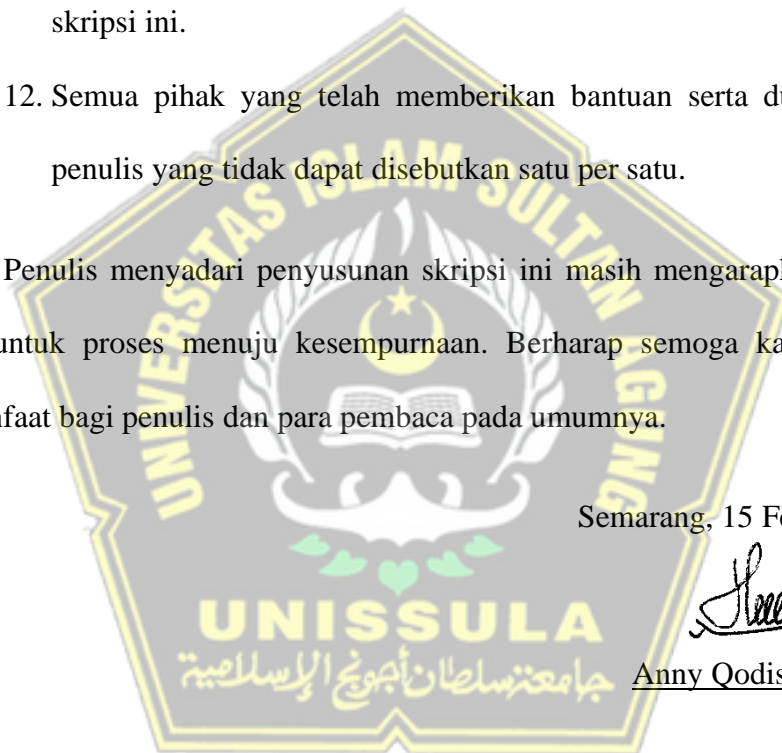 skripsi ini.
12. Semua pihak yang telah memberikan bantuan serta du
penulis yang tidak dapat disebutkan satu per satu.
Penulis menyadari penyusunan skripsi ini masih mengarapk
untuk proses menuju kesempurnaan. Berharap semoga ka
nfaat bagi penulis dan para pembaca pada umumnya.
Semarang, 15 Fe
Anny Qodis
UNIVERSITAS ISLAM SULTAN AGUNG
UNISSULA
جامعة سلطان أجونج الإسلامية